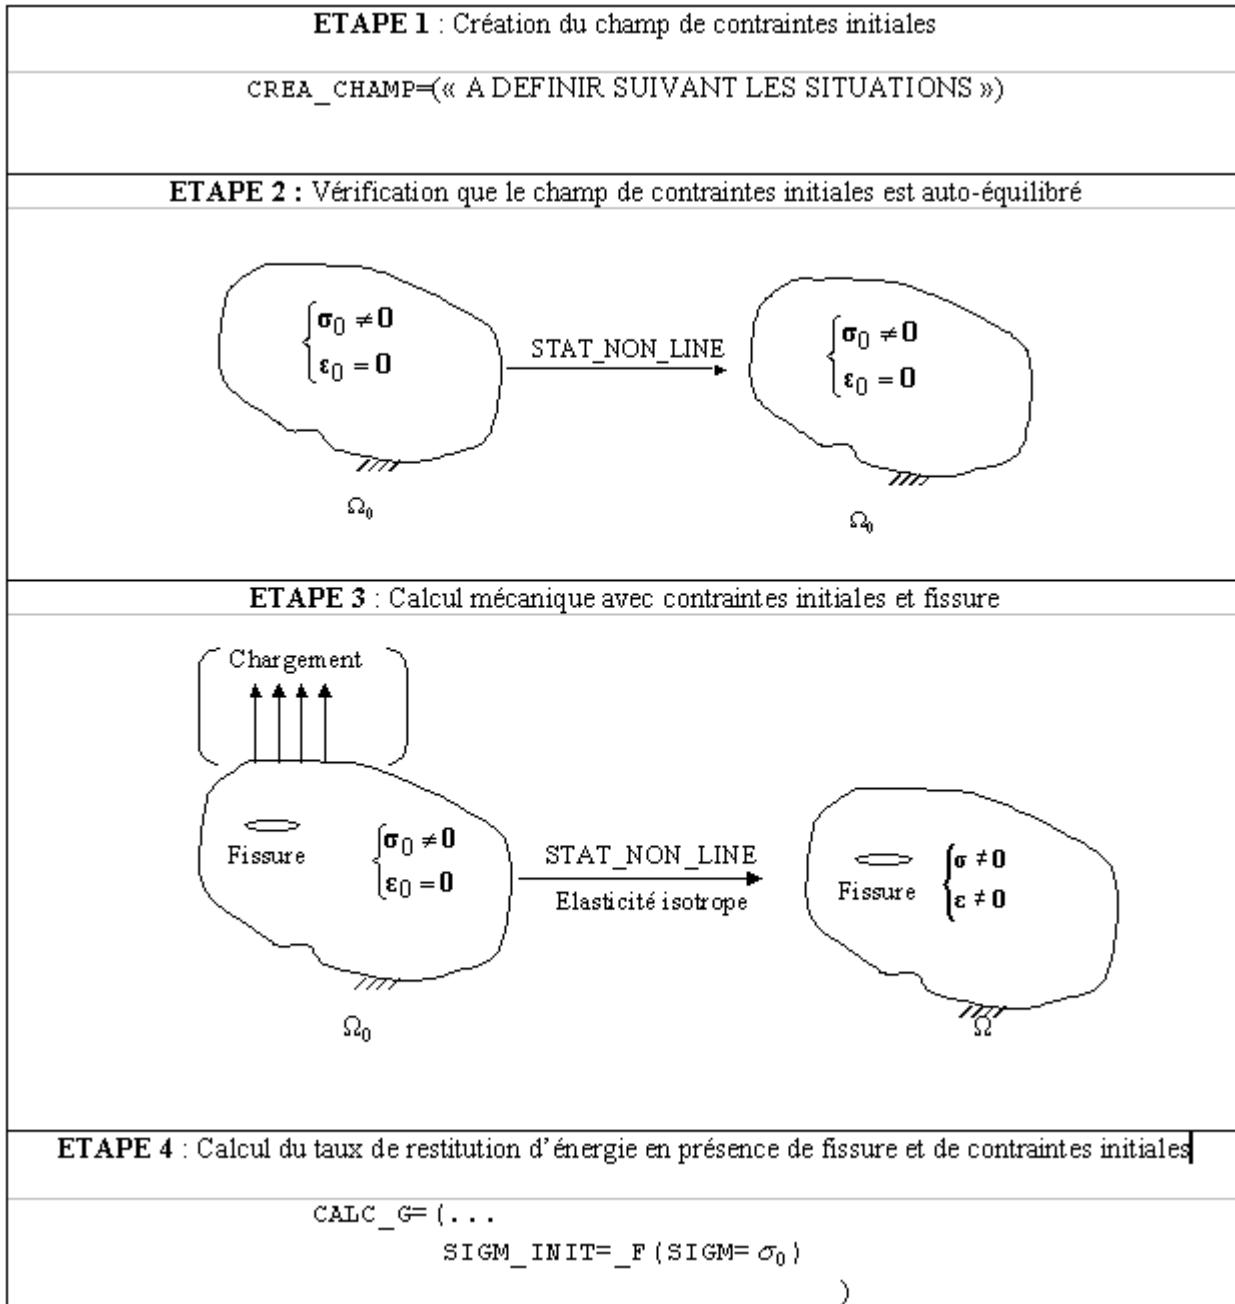 ETAPE 1 : Création du champ de contraintes initiales
CREA_CHAMP=(« A DEFINIR SUIVANT LES SITUATIONS »)
ETAPE 2 : Vérification que le champ de contraintes initiales est auto-équilibré
σ0 ≠ 0
ε0 = 0
STAT_NON_LINE
σ0 ≠ 0
ε0 = 0
Ω0
Ω0
ETAPE 3 : Calcul mécanique avec contraintes initiales et fissure
Chargement
Fissure
σ0 ≠ 0
ε0 = 0
STAT_NON_LINE
Elasticité isotrope
Fissure
σ ≠ 0
ε ≠ 0
Ω0
Ω
ETAPE 4 : Calcul du taux de restitution d’énergie en présence de fissure et de contraintes initiales
CALC_G=(...
SIGM_INIT=_F(SIGM= σ0)
)